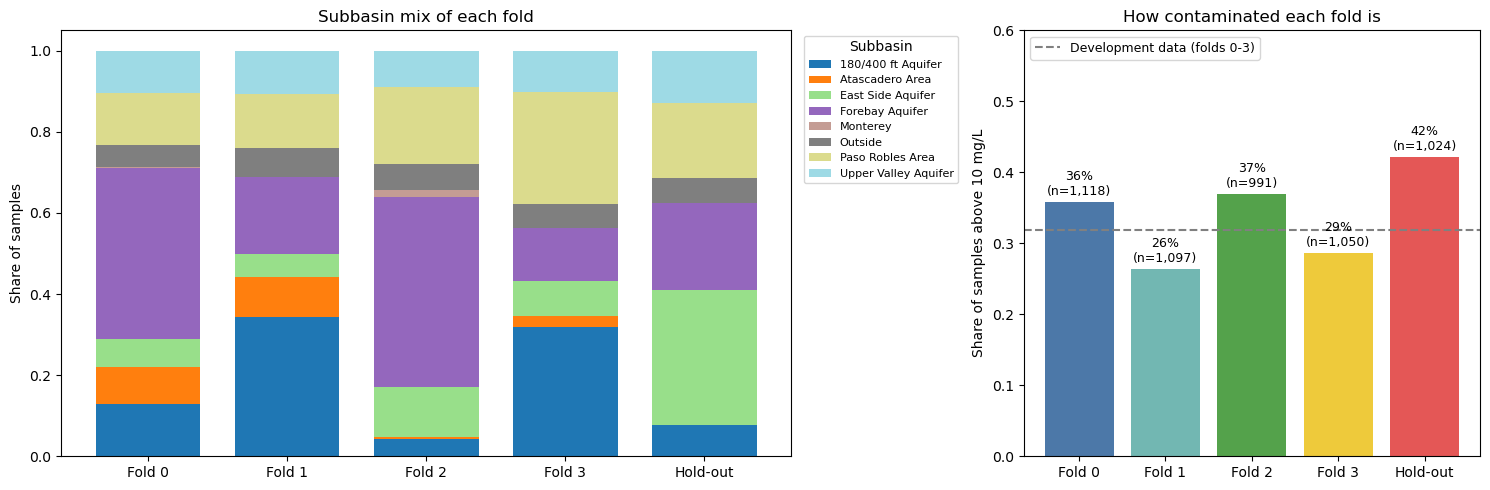 Subbasin mix of each fold
Share of samples
1.0
0.8
0.6
0.4
0.2
0.0
Fold 0
Fold 1
Fold 2
Fold 3
Hold-out
Subbasin
180/400 ft Aquifer
Atascadero Area
East Side Aquifer
Forebay Aquifer
Monterey
Outside
Paso Robles Area
Upper Valley Aquifer
How contaminated each fold is
Share of samples above 10 mg/L
0.6
0.5
0.4
0.3
0.2
0.1
0.0
Development data (folds 0-3)
36%
(n=1,118)
26%
(n=1,097)
37%
(n=991)
29%
(n=1,050)
42%
(n=1,024)
Fold 0
Fold 1
Fold 2
Fold 3
Hold-out